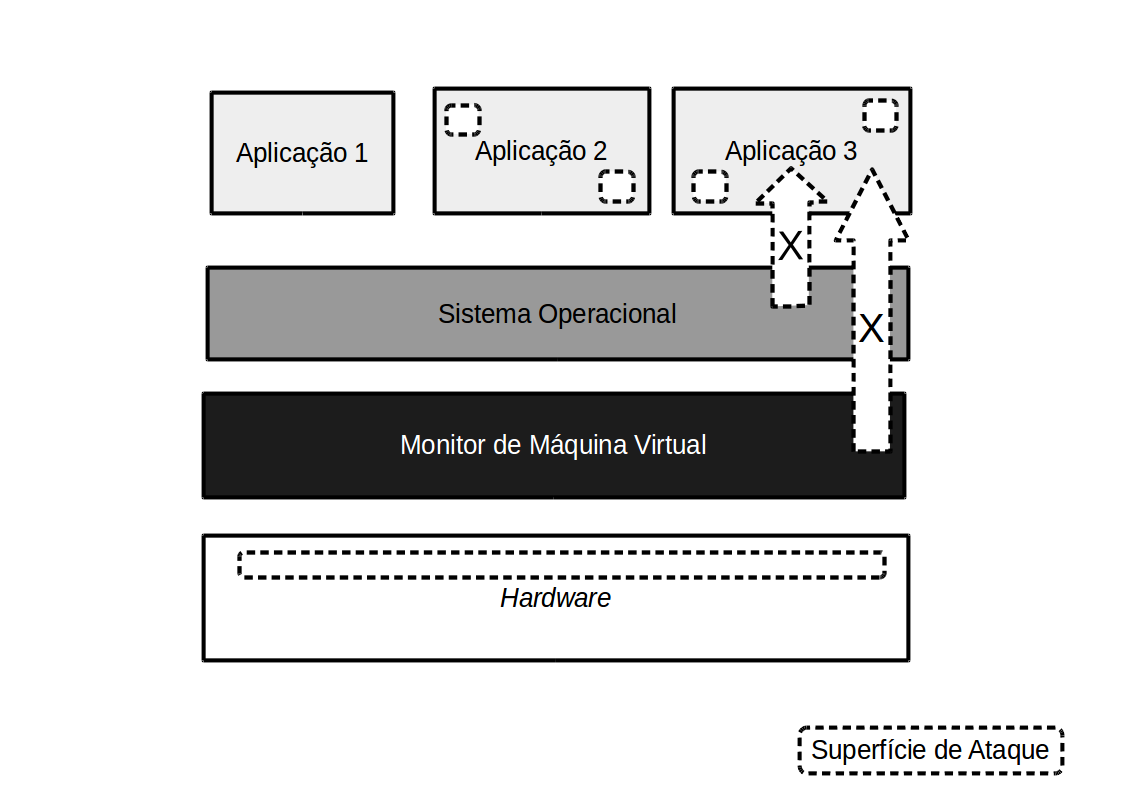 Aplicação 1
Aplicação 2
Aplicação 3
X
Sistema Operacional
X
Monitor de Máquina Virtual
Hardware
Superfície de Ataque